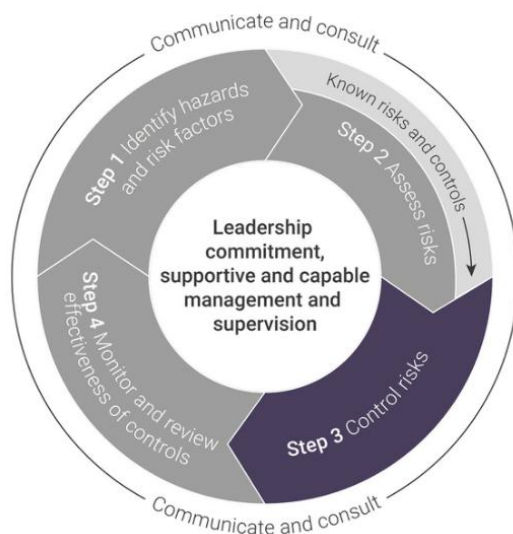 Communicate and consult
Step 1 Identify hazards
and risk factors
Known risks and controls
Step 2 Assess risks
Leadership
commitment,
supportive and capable
management and
supervision
Step 3 Control risks
Step 4 Monitor and review
effectiveness of controls
Communicate and consult